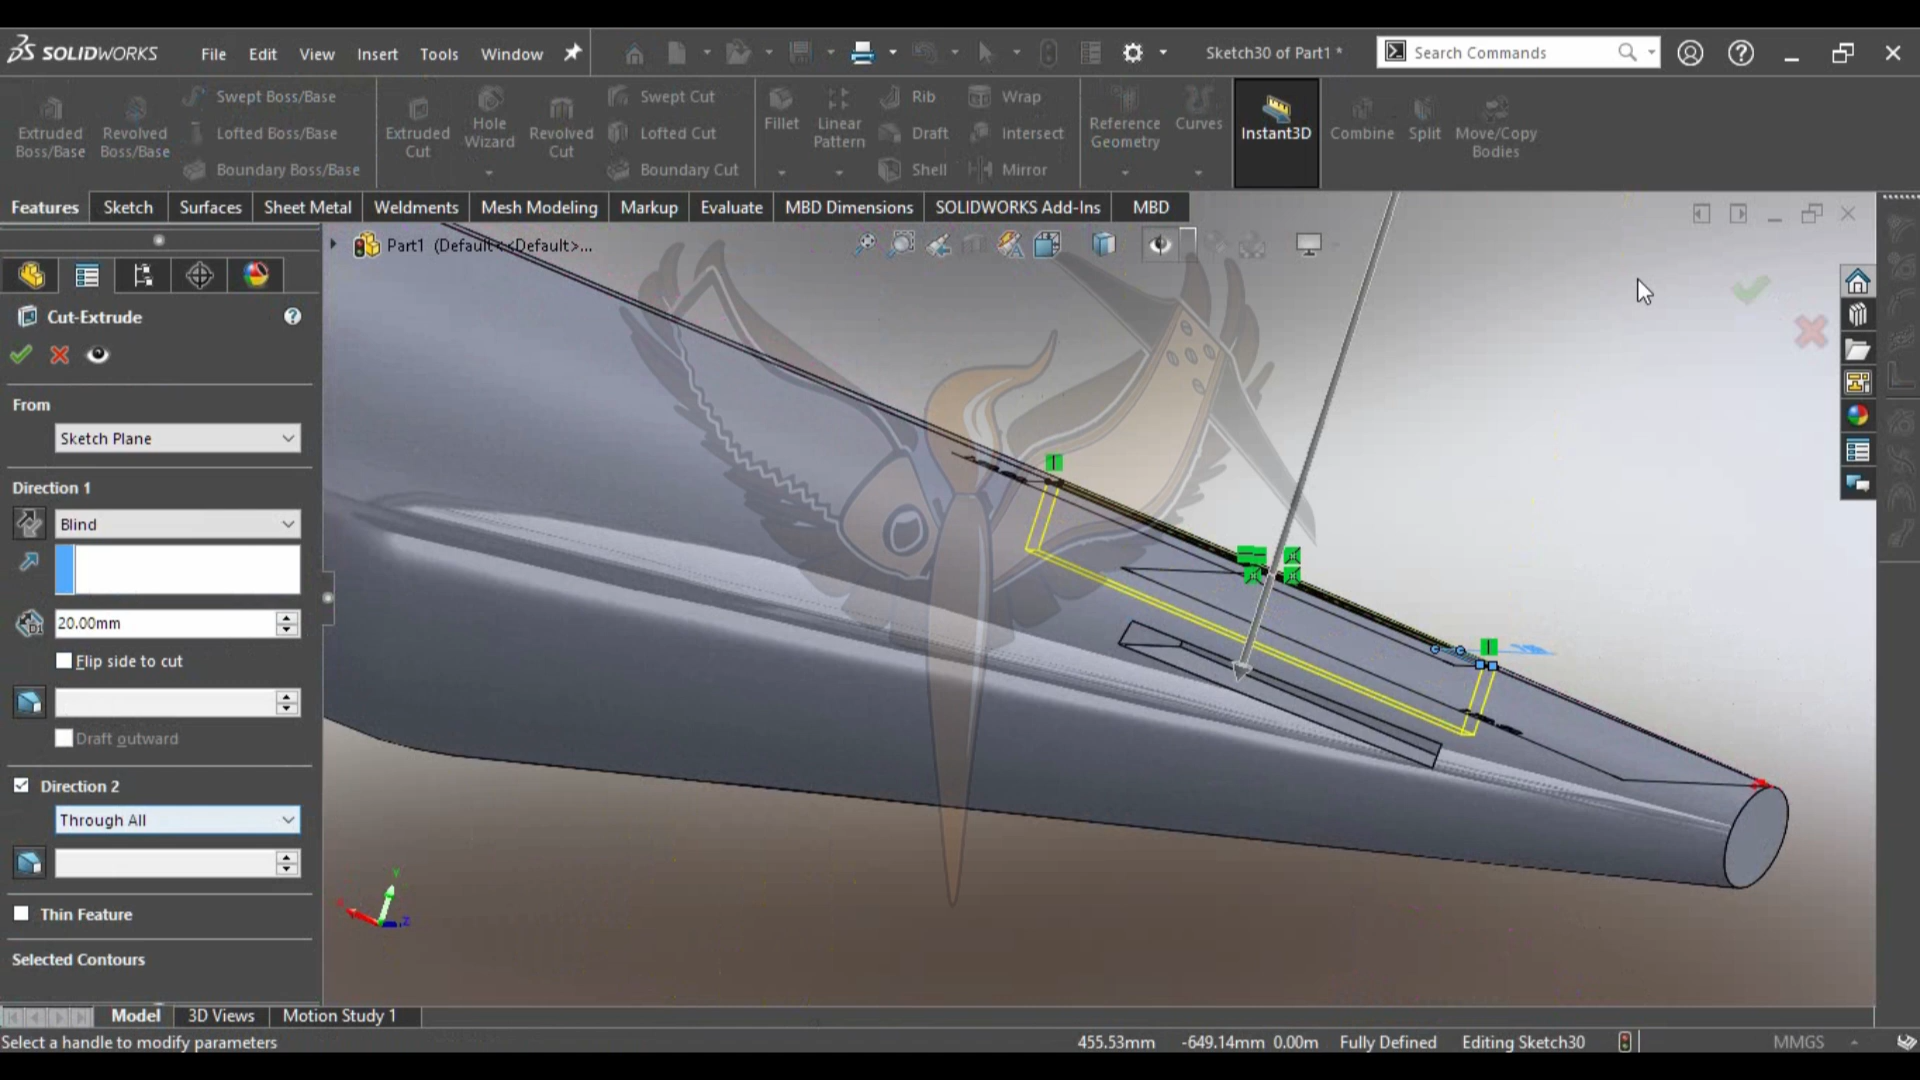 SOLIDWORKS File Edit View Insert Tools Window Sketch30 of Part1 * Search Commands
Extruded Boss/Base
Revolved Boss/Base
Swept Boss/Base
Lofted Boss/Base
Boundary Boss/Base
Extruded Cut
Hole Wizard
Revolved Cut
Swept Cut
Lofted Cut
Boundary Cut
Fillet
Linear Pattern
Rib
Draft
Shell
Wrap
Intersect
Mirror
Reference Geometry
Curves
Instant3D
Combine
Split
Move/Copy Bodies
Features Sketch Surfaces Sheet Metal Weldments Mesh Modeling Markup Evaluate MBD Dimensions SOLIDWORKS Add-Ins MBD
Part1 (Default<<Default>...
Cut-Extrude
From
Sketch Plane
Direction 1
Blind
20.00mm
Flip side to cut
Draft outward
Direction 2
Through All
Thin Feature
Selected Contours
Model 3D Views Motion Study 1
Select a handle to modify parameters 455.53mm -649.14mm 0.00m Fully Defined Editing Sketch30 MMGS